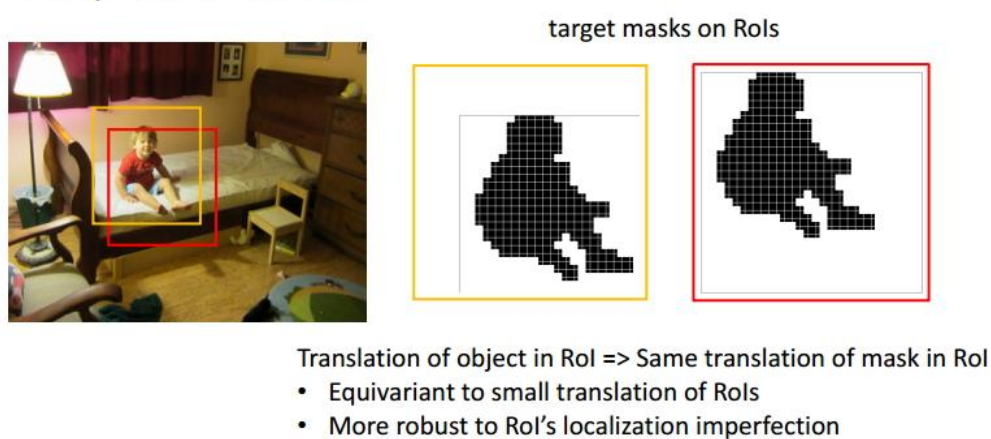 target masks on RoIs
Translation of object in RoI => Same translation of mask in RoI
• Equivariant to small translation of RoIs
• More robust to RoI's localization imperfection